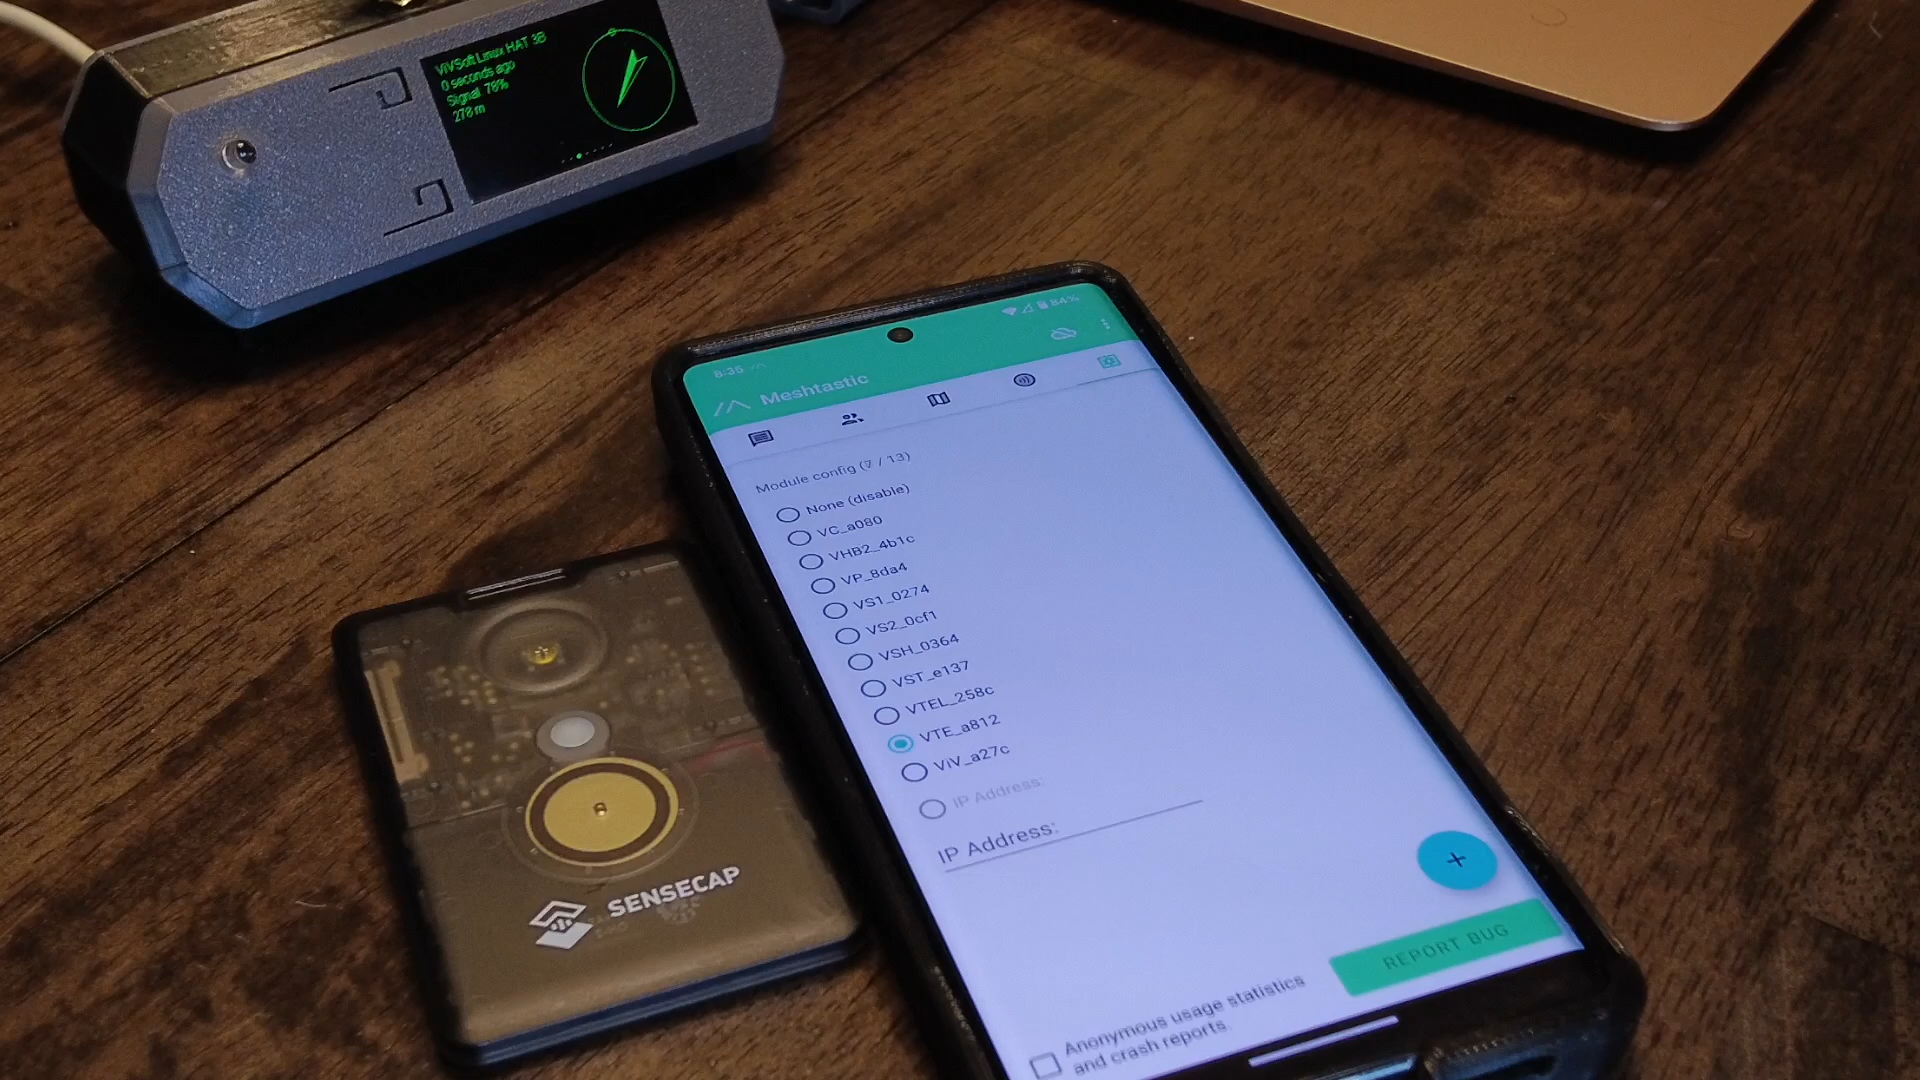 ViVSoft Linux HAT 3B
0 seconds ago
Signal: 78%
278 m
8:35
84%
Meshtastic
Module config (7 / 13)
None (disable)
VC_a080
VHB2_4b1c
VP_8da4
VS1_0274
VS2_0cf1
VSH_0364
VST_e137
VTEL_258c
VTE_a812
ViV_a27c
IP Address:
IP Address:
+
REPORT BUG
Anonymous usage statistics
and crash reports.
SENSECAP